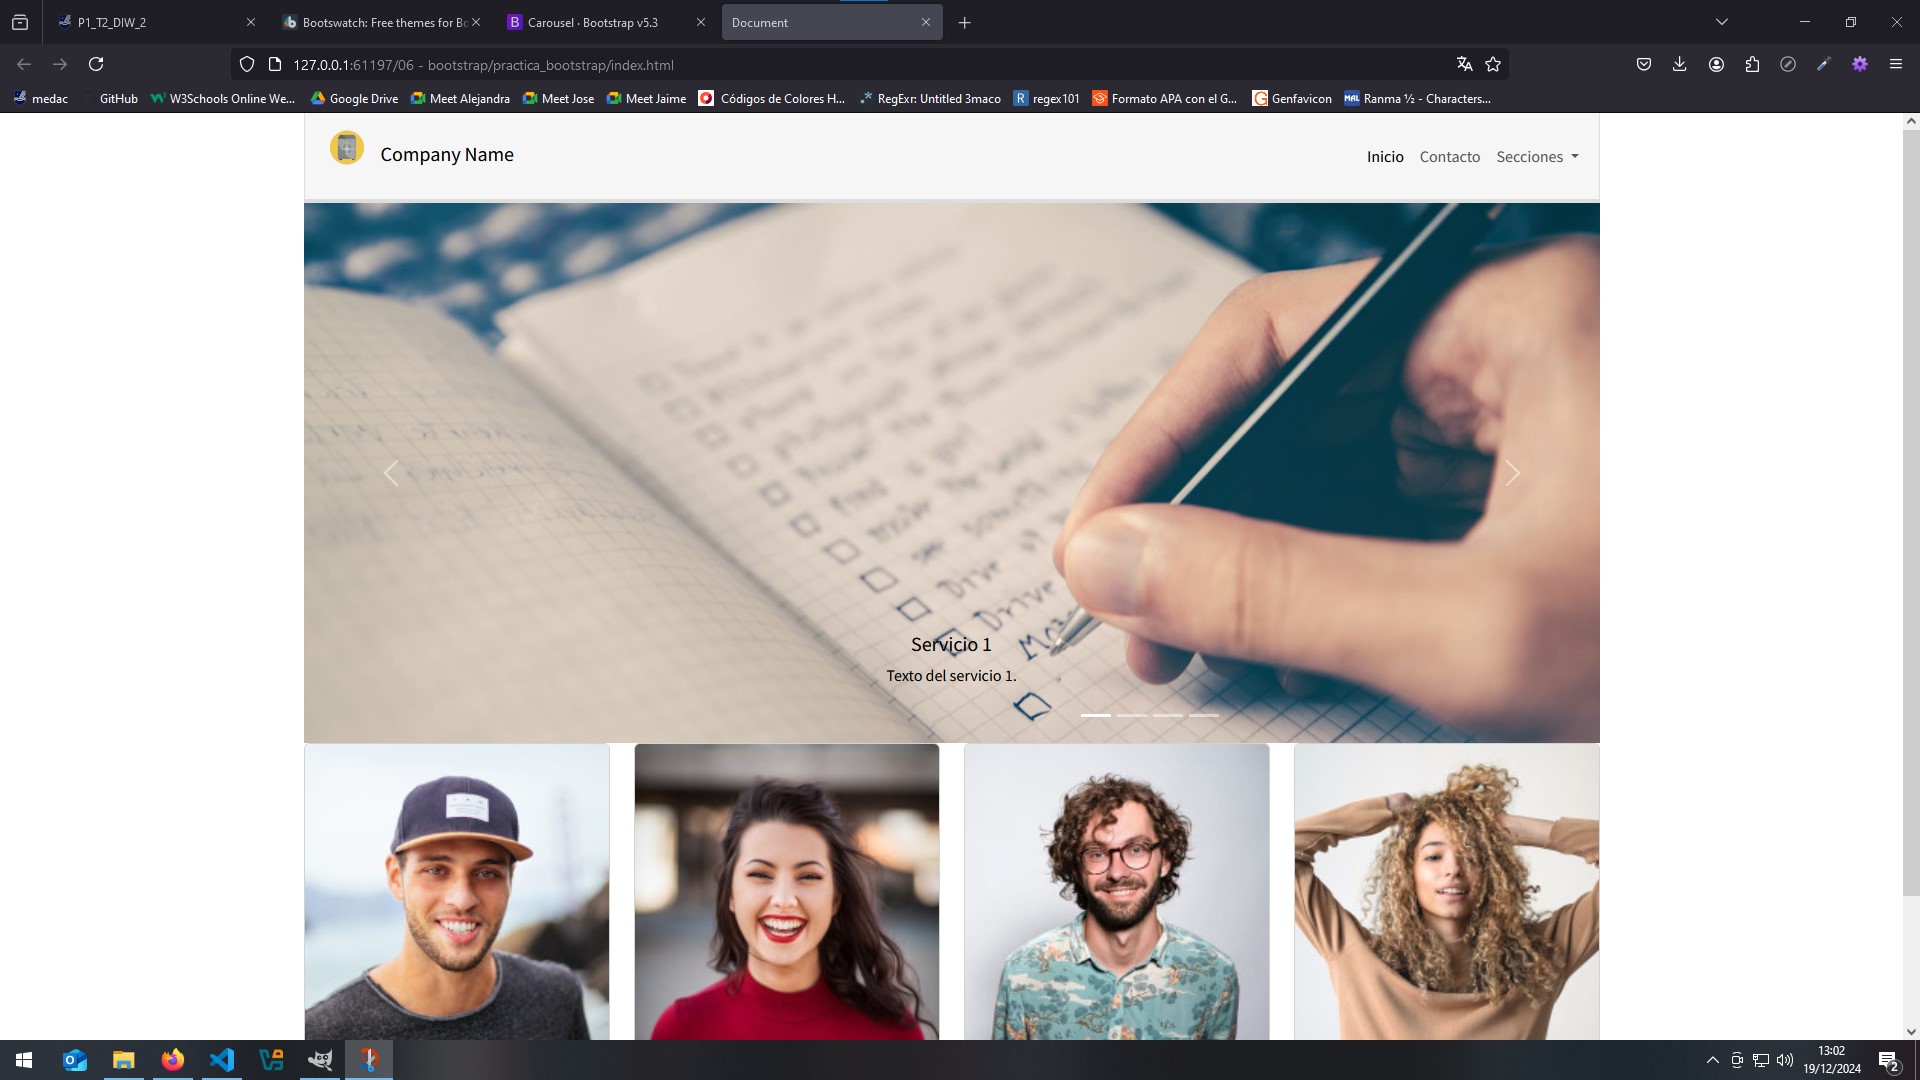 P1_T2_DIW_2
Bootswatch: Free themes for Bo
Carousel · Bootstrap v5.3
Document
127.0.0.1:61197/06 - bootstrap/practica_bootstrap/index.html
medac
GitHub
W3Schools Online We...
Google Drive
Meet Alejandra
Meet Jose
Meet Jaime
Códigos de Colores H...
RegExr: Untitled 3maco
regex101
Formato APA con el G...
Genfavicon
Ranma ½ - Characters...
Company Name
Inicio
Contacto
Secciones
Servicio 1
Texto del servicio 1.
13:02
19/12/2024
2